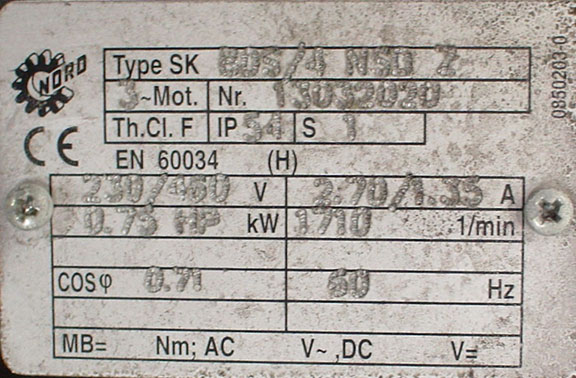 NORD
Type SK 80S/4 NSD Z
3~Mot. Nr. 13032020
Th.Cl. F IP 54 S 1
CE EN 60034 (H)
230/460 V 2.70/1.35 A
0.75 HP kW 1710 1/min
cosφ 0.71 60 Hz
MB= Nm; AC V~ ,DC V=
0850203-0